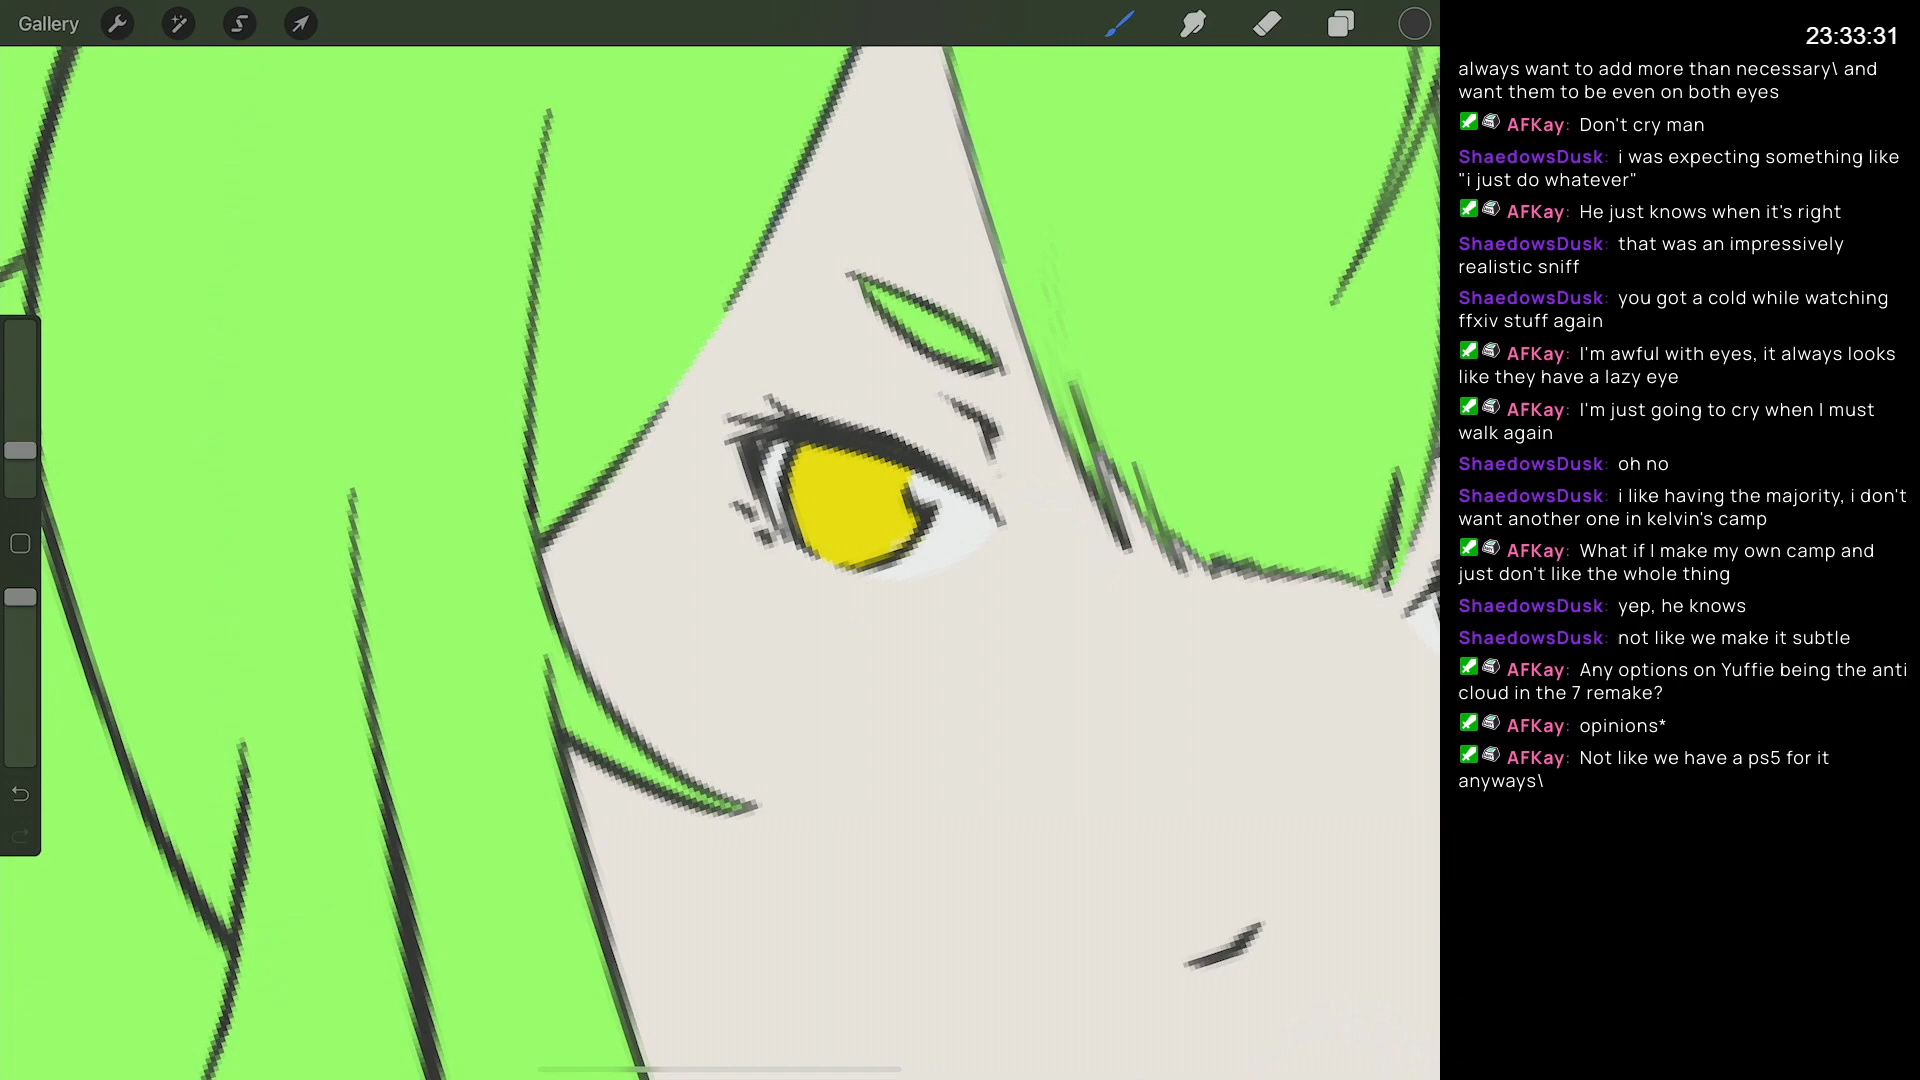 Gallery
23:33:31
always want to add more than necessary\ and
want them to be even on both eyes
AFKay: Don't cry man
ShaedowsDusk: i was expecting something like
"i just do whatever"
AFKay: He just knows when it's right
ShaedowsDusk: that was an impressively
realistic sniff
ShaedowsDusk: you got a cold while watching
ffxiv stuff again
AFKay: I'm awful with eyes, it always looks
like they have a lazy eye
AFKay: I'm just going to cry when I must
walk again
ShaedowsDusk: oh no
ShaedowsDusk: i like having the majority, i don't
want another one in kelvin's camp
AFKay: What if I make my own camp and
just don't like the whole thing
ShaedowsDusk: yep, he knows
ShaedowsDusk: not like we make it subtle
AFKay: Any options on Yuffie being the anti
cloud in the 7 remake?
AFKay: opinions*
AFKay: Not like we have a ps5 for it
anyways\